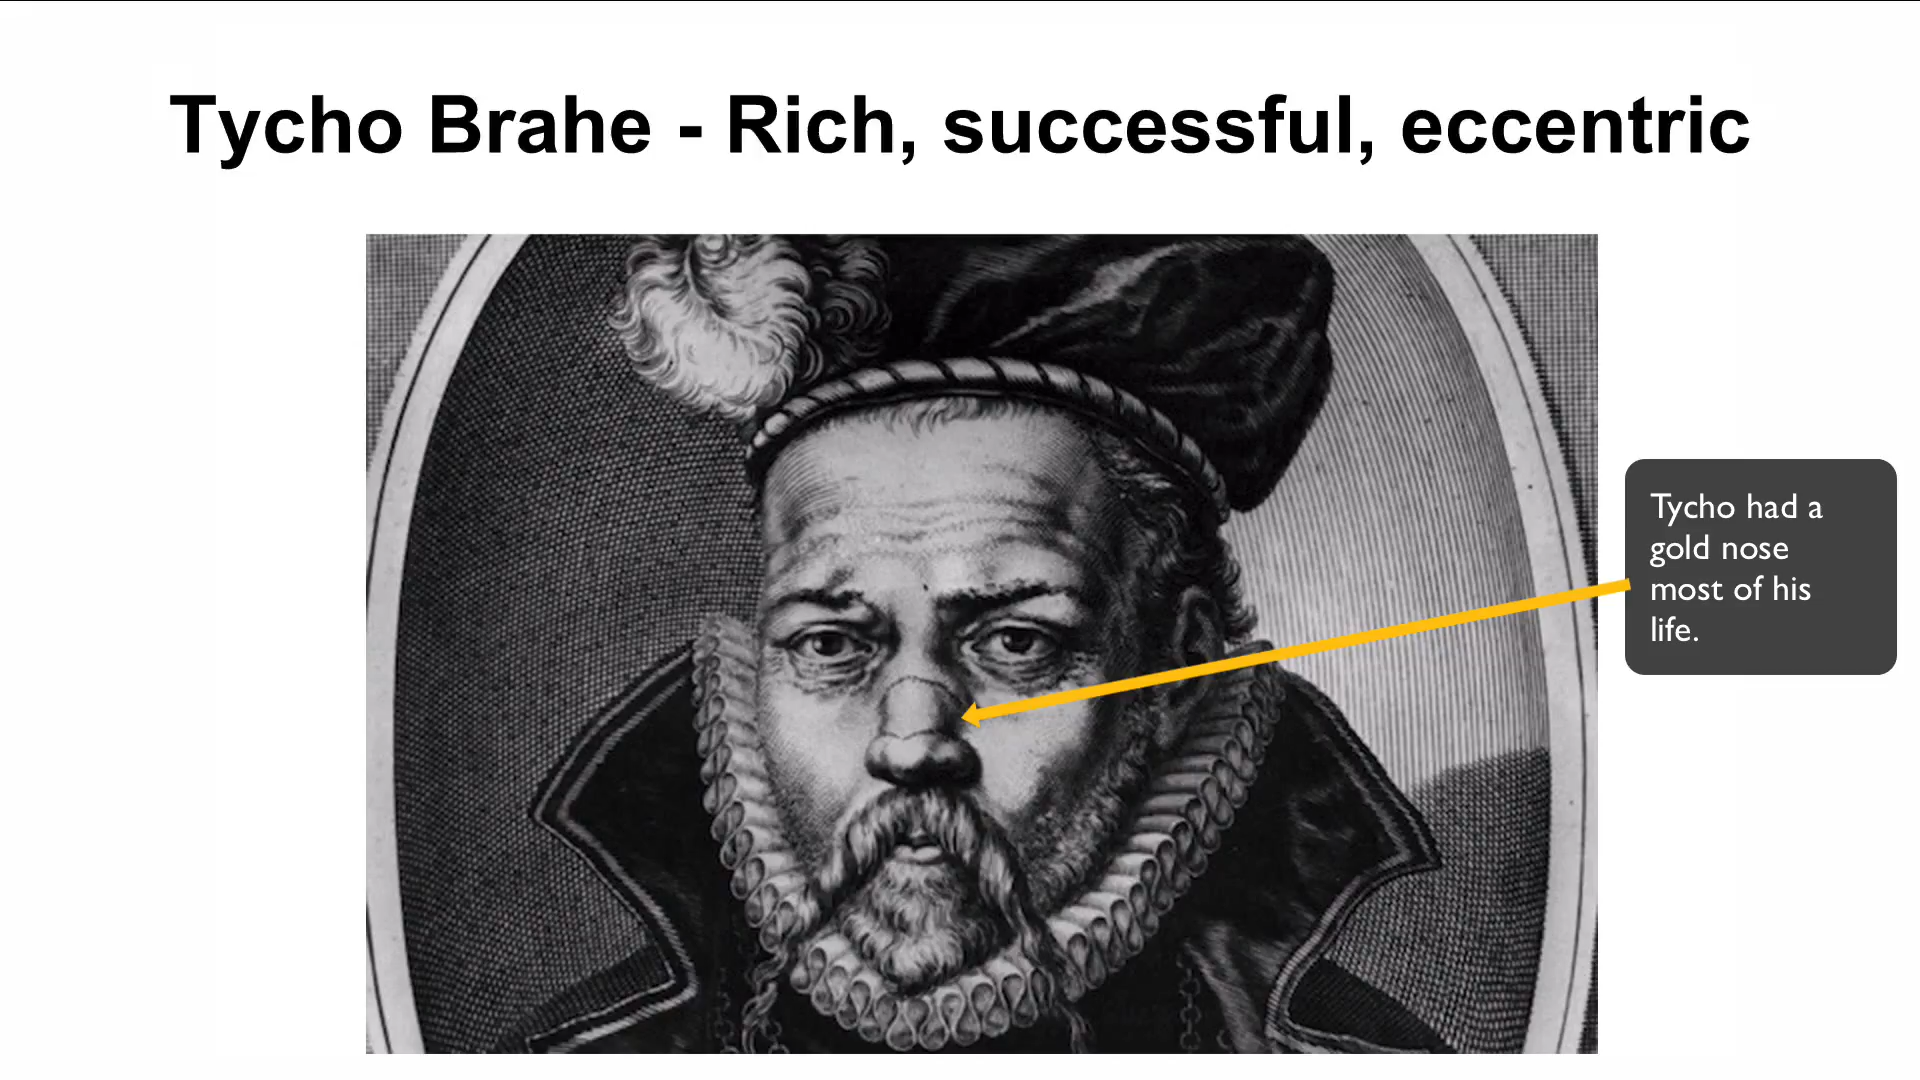 Tycho Brahe - Rich, successful, eccentric
Tycho had a
gold nose
most of his
life.